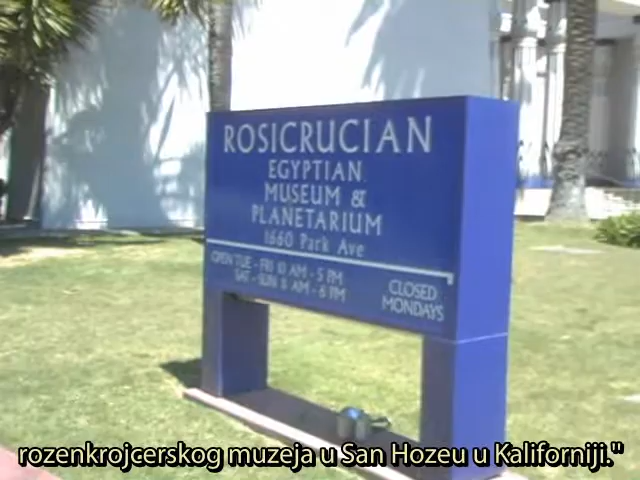 ROSICRUCIAN
EGYPTIAN
MUSEUM &
PLANETARIUM
1660 Park Ave
OPEN TUE - FRI 10 AM - 5 PM
SAT - SUN 11 AM - 6 PM
CLOSED
MONDAYS
rozenkrojcerskog muzeja u San Hozeu u Kaliforniji."